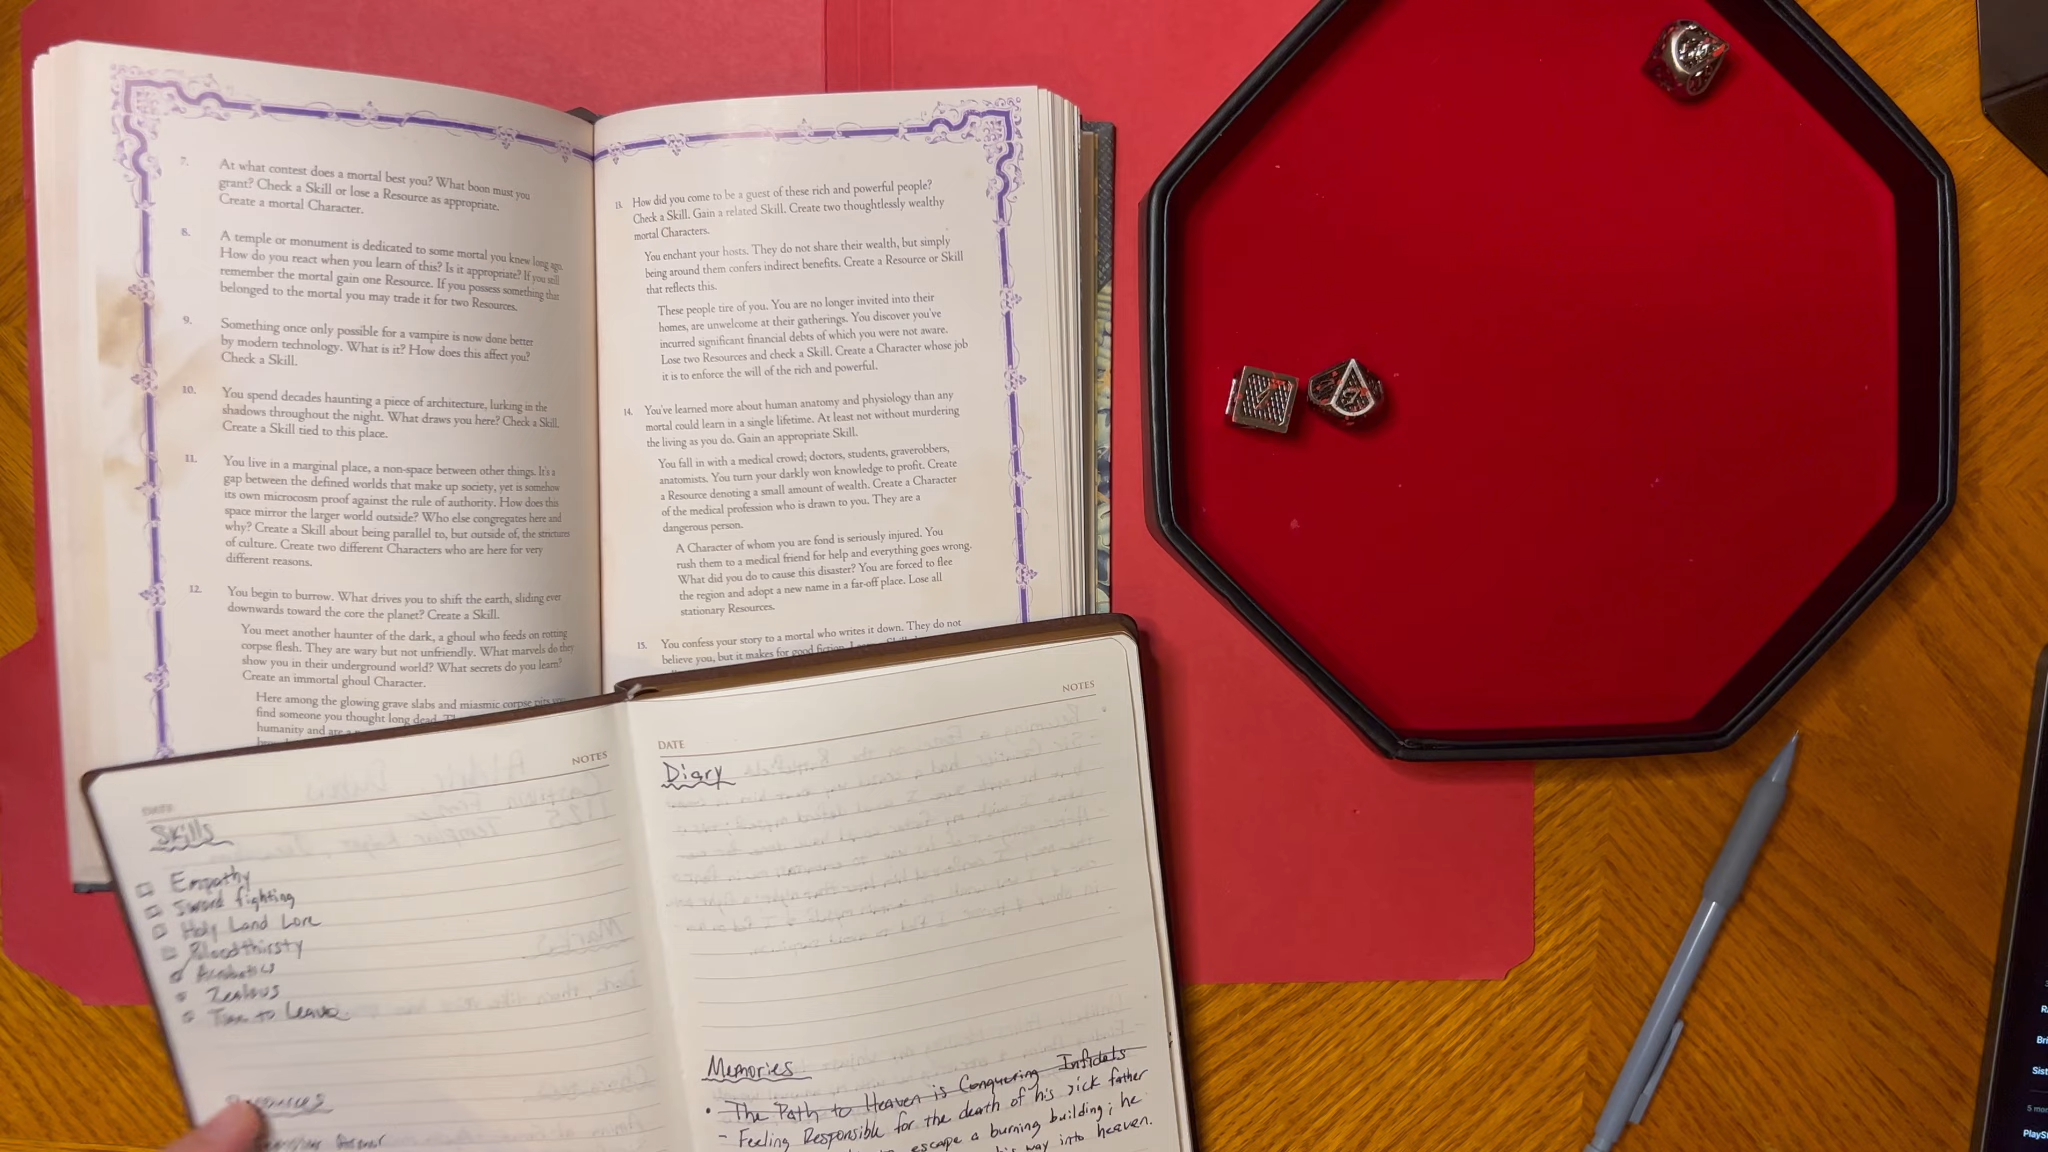 7. At what contest does a mortal best you? What boon must you
grant? Check a Skill or lose a Resource as appropriate.
Create a mortal Character.
8. A temple or monument is dedicated to some mortal you knew long ago.
How do you react when you learn of this? Is it appropriate? If you still
remember the mortal gain one Resource. If you possess something that
belonged to the mortal you may trade it for two Resources.
9. Something once only possible for a vampire is now done better
by modern technology. What is it? How does this affect you?
Check a Skill.
10. You spend decades haunting a piece of architecture, lurking in the
shadows throughout the night. What draws you here? Check a Skill.
Create a Skill tied to this place.
11. You live in a marginal place, a non-space between other things. It's a
gap between the defined worlds that make up society, yet is somehow
its own microcosm proof against the rule of authority. How does this
space mirror the larger world outside? Who else congregates here and
why? Create a Skill about being parallel to, but outside of, the strictures
of culture. Create two different Characters who are here for very
different reasons.
12. You begin to burrow. What drives you to shift the earth, sliding ever
downwards toward the core the planet? Create a Skill.
You meet another haunter of the dark, a ghoul who feeds on rotting
corpse flesh. They are wary but not unfriendly. What marvels do they
show you in their underground world? What secrets do you learn?
Create an immortal ghoul Character.
Here among the glowing grave slabs and miasmic corpse pits you
find someone you thought long dead.
humanity and are
13. How did you come to be a guest of these rich and powerful people?
Check a Skill. Gain a related Skill. Create two thoughtlessly wealthy
mortal Characters.
You enchant your hosts. They do not share their wealth, but simply
being around them confers indirect benefits. Create a Resource or Skill
that reflects this.
These people tire of you. You are no longer invited into their
homes, are unwelcome at their gatherings. You discover you've
incurred significant financial debts of which you were not aware.
Lose two Resources and check a Skill. Create a Character whose job
it is to enforce the will of the rich and powerful.
14. You've learned more about human anatomy and physiology than any
mortal could learn in a single lifetime. At least not without murdering
the living as you do. Gain an appropriate Skill.
You fall in with a medical crowd; doctors, students, graverobbers,
anatomists. You turn your darkly won knowledge to profit. Create
a Resource denoting a small amount of wealth. Create a Character
of the medical profession who is drawn to you. They are a
dangerous person.
A Character of whom you are fond is seriously injured. You
rush them to a medical friend for help and everything goes wrong.
What did you do to cause this disaster? You are forced to flee
the region and adopt a new name in a far-off place. Lose all
stationary Resources.
15. You confess your story to a mortal who writes it down. They do not
believe you, but it makes for good fiction.
DATE NOTES
Skills
Empathy
Sword fighting
Holy Land Lore
Bloodthirsty
Acrobatics
Zealous
Time to Leave
Resources
DATE NOTES
Diary
Memories
• The Path to Heaven is Conquering Infidels
- Feeling Responsible for the death of his sick father
escape a burning building; he
way into heaven.